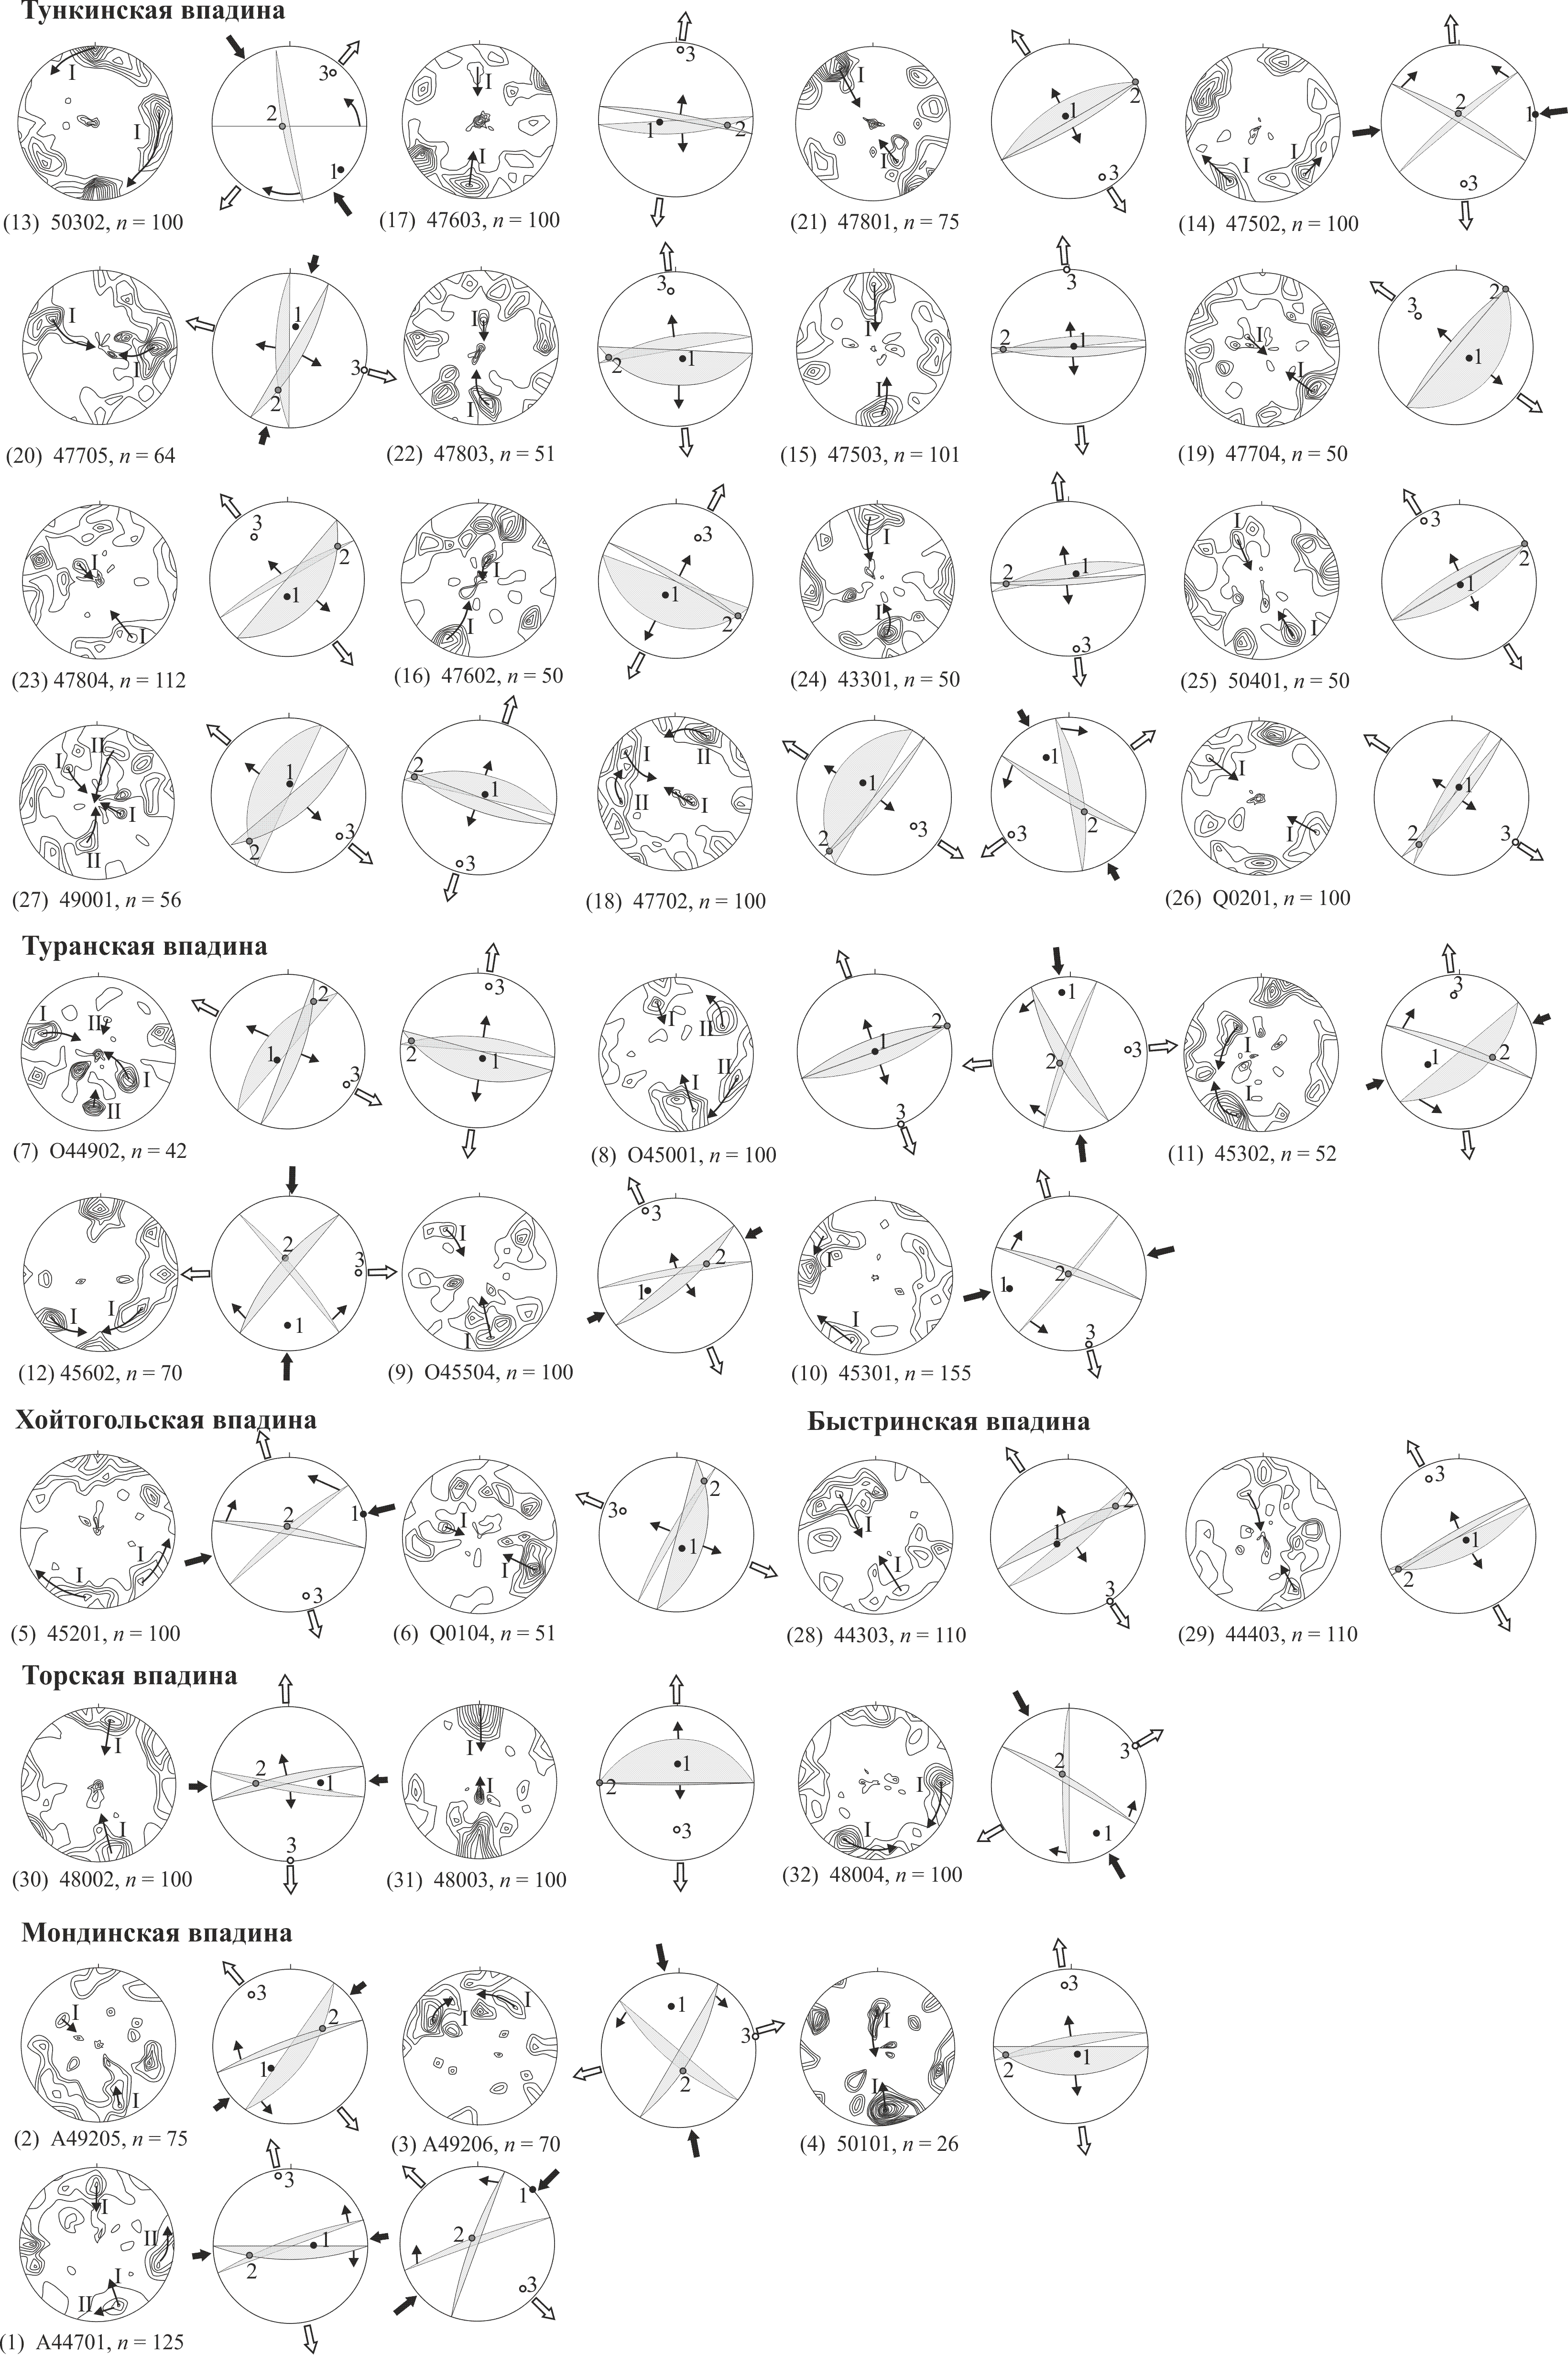 Тункинская впадина
(13) 50302, n = 100
(17) 47603, n = 100
(21) 47801, n = 75
(14) 47502, n = 100
(20) 47705, n = 64
(22) 47803, n = 51
(15) 47503, n = 101
(19) 47704, n = 50
(23) 47804, n = 112
(16) 47602, n = 50
(24) 43301, n = 50
(25) 50401, n = 50
(27) 49001, n = 56
(18) 47702, n = 100
(26) Q0201, n = 100
Туранская впадина
(7) O44902, n = 42
(8) O45001, n = 100
(11) 45302, n = 52
(12) 45602, n = 70
(9) O45504, n = 100
(10) 45301, n = 155
Хойтогольская впадина
Быстринская впадина
(5) 45201, n = 100
(6) Q0104, n = 51
(28) 44303, n = 110
(29) 44403, n = 110
Торская впадина
(30) 48002, n = 100
(31) 48003, n = 100
(32) 48004, n = 100
Мондинская впадина
(2) A49205, n = 75
(3) A49206, n = 70
(4) 50101, n = 26
(1) A44701, n = 125